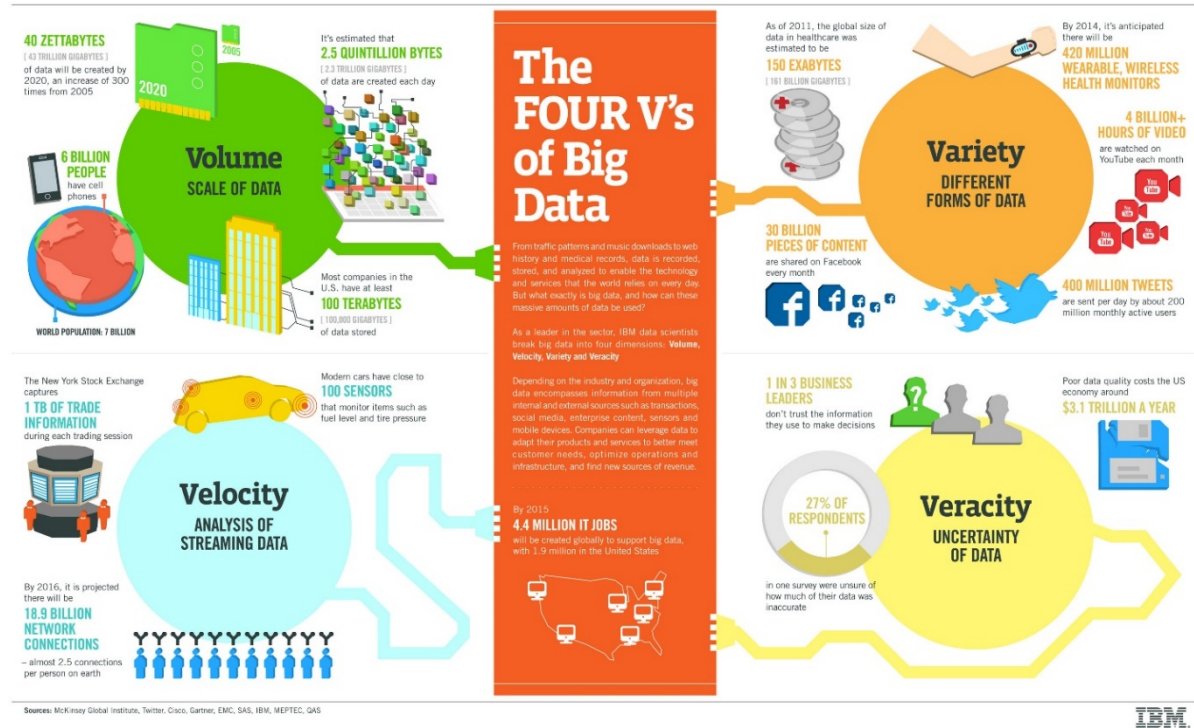 40 ZETTABYTES
[ 43 TRILLION GIGABYTES ]
of data will be created by
2020, an increase of 300
times from 2005
2005
2020
It's estimated that
2.5 QUINTILLION BYTES
[ 2.3 TRILLION GIGABYTES ]
of data are created each day
6 BILLION
PEOPLE
have cell
phones
Volume
SCALE OF DATA
WORLD POPULATION: 7 BILLION
Most companies in the
U.S. have at least
100 TERABYTES
[ 100,000 GIGABYTES ]
of data stored
The
FOUR V's
of Big
Data
From traffic patterns and music downloads to web
history and medical records, data is recorded,
stored, and analyzed to enable the technology
and services that the world relies on every day.
But what exactly is big data, and how can these
massive amounts of data be used?
As a leader in the sector, IBM data scientists
break big data into four dimensions: Volume,
Velocity, Variety and Veracity
Depending on the industry and organization, big
data encompasses information from multiple
internal and external sources such as transactions,
social media, enterprise content, sensors and
mobile devices. Companies can leverage data to
adapt their products and services to better meet
customer needs, optimize operations and
infrastructure, and find new sources of revenue.
By 2015
4.4 MILLION IT JOBS
will be created globally to support big data,
with 1.9 million in the United States
As of 2011, the global size of
data in healthcare was
estimated to be
150 EXABYTES
[ 161 BILLION GIGABYTES ]
By 2014, it's anticipated
there will be
420 MILLION
WEARABLE, WIRELESS
HEALTH MONITORS
Variety
DIFFERENT
FORMS OF DATA
4 BILLION+
HOURS OF VIDEO
are watched on
YouTube each month
You
Tube
You
Tube
You
Tube
You
Tube
30 BILLION
PIECES OF CONTENT
are shared on Facebook
every month
f
f
f
f
f
f
400 MILLION TWEETS
are sent per day by about 200
million monthly active users
The New York Stock Exchange
captures
1 TB OF TRADE
INFORMATION
during each trading session
Modern cars have close to
100 SENSORS
that monitor items such as
fuel level and tire pressure
Velocity
ANALYSIS OF
STREAMING DATA
By 2016, it is projected
there will be
18.9 BILLION
NETWORK
CONNECTIONS
– almost 2.5 connections
per person on earth
1 IN 3 BUSINESS
LEADERS
don't trust the information
they use to make decisions
?
Poor data quality costs the US
economy around
$3.1 TRILLION A YEAR
27% OF
RESPONDENTS
in one survey were unsure of
how much of their data was
inaccurate
Veracity
UNCERTAINTY
OF DATA
Sources: McKinsey Global Institute, Twitter, Cisco, Gartner, EMC, SAS, IBM, MEPTEC, QAS
IBM.